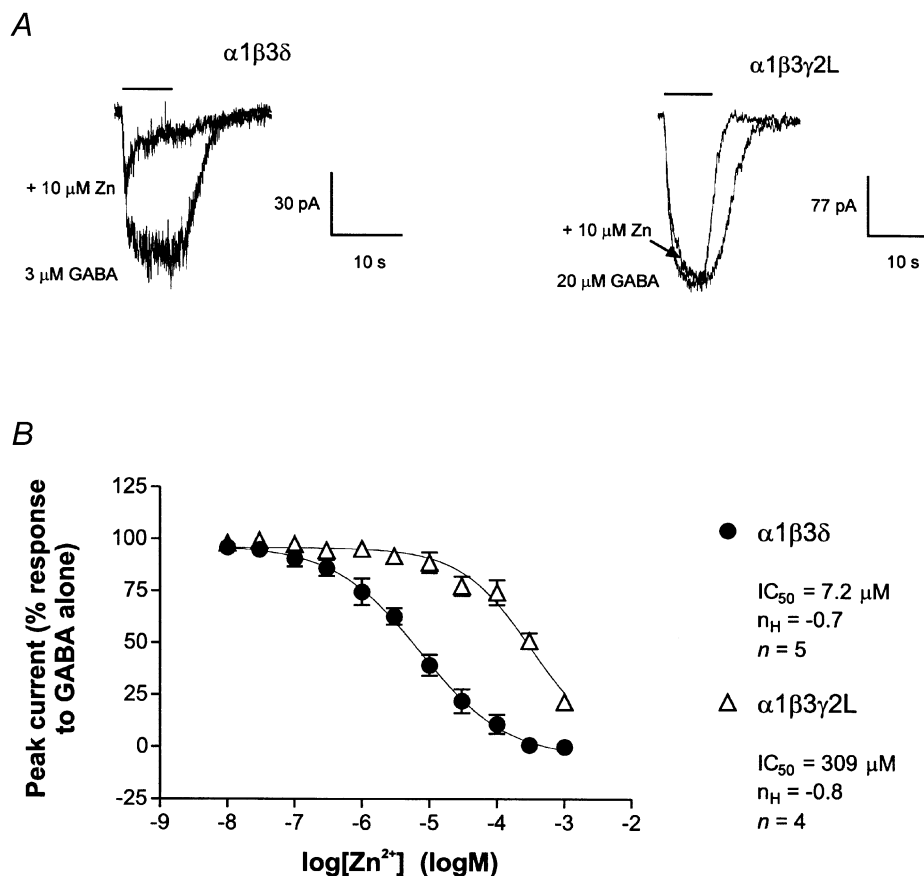 A
α1β3δ
+ 10 μM Zn
3 μM GABA
30 pA
10 s
α1β3γ2L
+ 10 μM Zn
20 μM GABA
77 pA
10 s
B
Peak current (% response
to GABA alone)
125
100
75
50
25
0
-25
-9
-8
-7
-6
-5
-4
-3
-2
log[Zn²⁺] (logM)
α1β3δ
IC₅₀ = 7.2 μM
n_H = -0.7
n = 5
α1β3γ2L
IC₅₀ = 309 μM
n_H = -0.8
n = 4